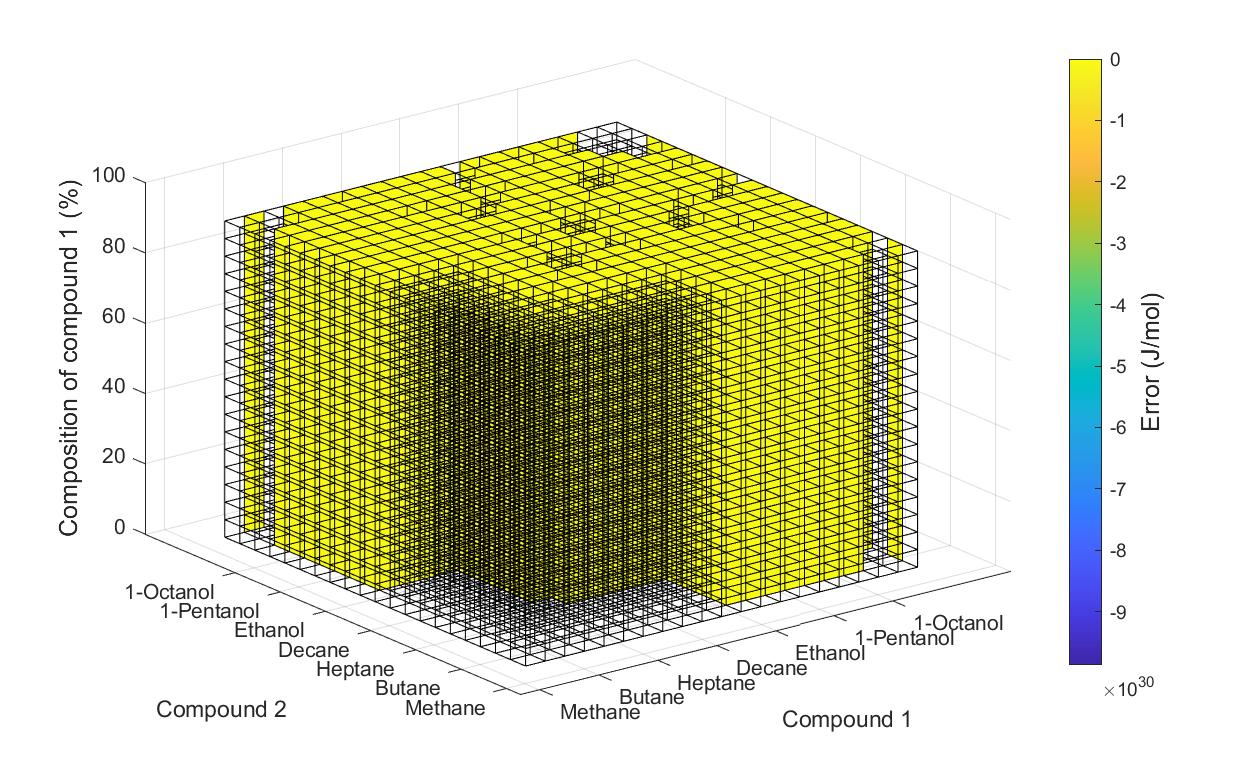 Composition of compound 1 (%)
100
80
60
40
20
0
1-Octanol
1-Pentanol
Ethanol
Decane
Heptane
Butane
Methane
Compound 2
Methane
Butane
Heptane
Decane
Ethanol
1-Pentanol
1-Octanol
Compound 1
0
-1
-2
-3
-4
-5
-6
-7
-8
-9
×10^30
Error (J/mol)